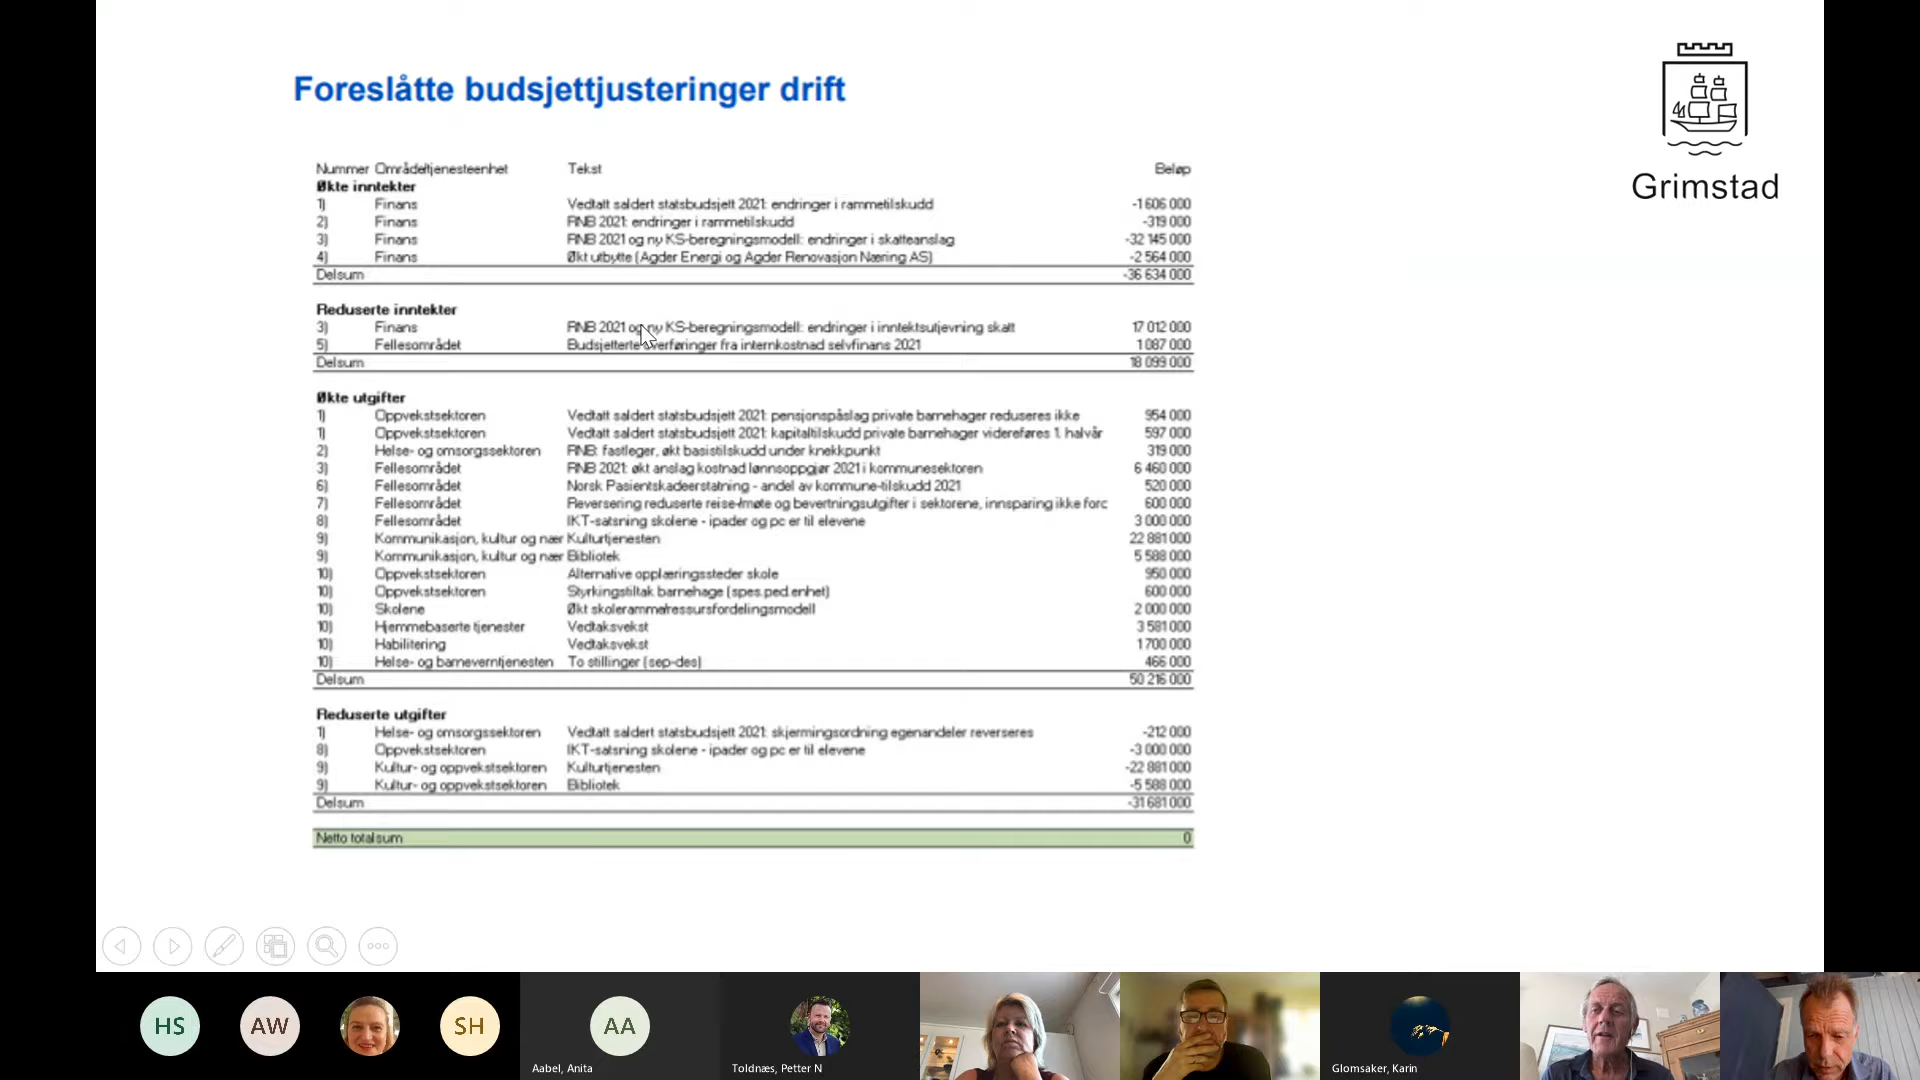 Foreslåtte budsjettjusteringer drift
Grimstad
Nummer Område/tjenesteenhet Tekst Beløp
Økte inntekter
1) Finans Vedtatt saldert statsbudsjett 2021: endringer i rammetilskudd -1 606 000
2) Finans RNB 2021: endringer i rammetilskudd -319 000
3) Finans RNB 2021 og ny KS-beregningsmodell: endringer i skatteanslag -32 145 000
4) Finans Økt utbytte (Agder Energi og Agder Renovasjon Næring AS) -2 564 000
Delsum -36 634 000
Reduserte inntekter
3) Finans RNB 2021 og ny KS-beregningsmodell: endringer i inntektsutjevning skatt 17 012 000
5) Fellesområdet Budsjetterte overføringer fra internkostnad selvfinans 2021 1 087 000
Delsum 18 099 000
Økte utgifter
1) Oppvekstsektoren Vedtatt saldert statsbudsjett 2021: pensjonspåslag private barnehager reduseres ikke 954 000
1) Oppvekstsektoren Vedtatt saldert statsbudsjett 2021: kapitaltilskudd private barnehager videreføres 1. halvår 597 000
2) Helse- og omsorgssektoren RNB: fastleger, økt basistilskudd under knekkpunkt 319 000
3) Fellesområdet RNB 2021: økt anslag kostnad lønnsoppgjør 2021 i kommunesektoren 6 460 000
6) Fellesområdet Norsk Pasientskadeerstatning - andel av kommune-tilskudd 2021 520 000
7) Fellesområdet Reversering reduserte reise-/møte og bevertningsutgifter i sektorene, innsparing ikke forc 600 000
8) Fellesområdet IKT-satsning skolene - ipader og pc er til elevene 3 000 000
9) Kommunikasjon, kultur og nær Kulturtjenesten 22 881 000
9) Kommunikasjon, kultur og nær Bibliotek 5 588 000
10) Oppvekstsektoren Alternative opplæringssteder skole 950 000
10) Oppvekstsektoren Styrkingstiltak barnehage (spes.ped.enhet) 600 000
10) Skolene Økt skoleramme/ressursfordelingsmodell 2 000 000
10) Hjemmebaserte tjenester Vedtaksvekst 3 581 000
10) Habilitering Vedtaksvekst 1 700 000
10) Helse- og barneverntjenesten To stillinger (sep-des) 466 000
Delsum 50 216 000
Reduserte utgifter
1) Helse- og omsorgssektoren Vedtatt saldert statsbudsjett 2021: skjermingsordning egenandeler reverseres -212 000
8) Oppvekstsektoren IKT-satsning skolene - ipader og pc er til elevene -3 000 000
9) Kultur- og oppvekstsektoren Kulturtjenesten -22 881 000
9) Kultur- og oppvekstsektoren Bibliotek -5 588 000
Delsum -31 681 000
Netto totalsum 0
HS AW SH AA
Aabel, Anita Toldnæs, Petter N Glomsaker, Karin